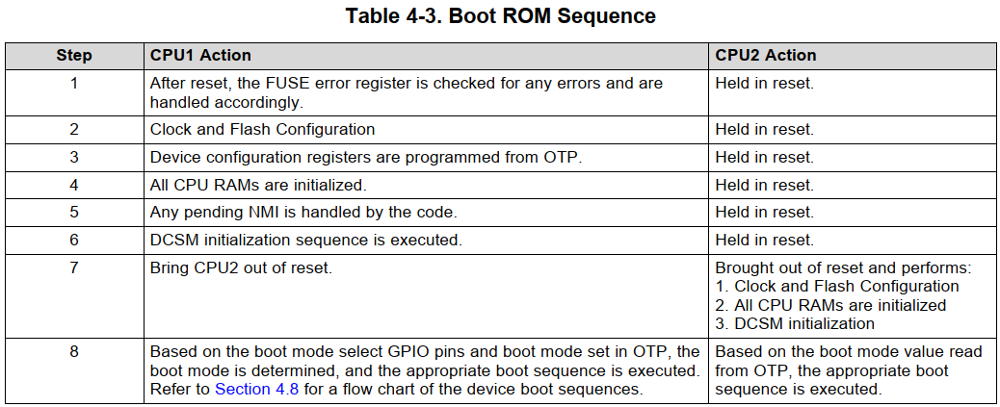 Table 4-3. Boot ROM Sequence
Step CPU1 Action CPU2 Action
1 After reset, the FUSE error register is checked for any errors and are Held in reset.
handled accordingly.
2 Clock and Flash Configuration Held in reset.
3 Device configuration registers are programmed from OTP. Held in reset.
4 All CPU RAMs are initialized. Held in reset.
5 Any pending NMI is handled by the code. Held in reset.
6 DCSM initialization sequence is executed. Held in reset.
7 Bring CPU2 out of reset. Brought out of reset and performs:
1. Clock and Flash Configuration
2. All CPU RAMs are initialized
3. DCSM initialization
8 Based on the boot mode select GPIO pins and boot mode set in OTP, the Based on the boot mode value read
boot mode is determined, and the appropriate boot sequence is executed. from OTP, the appropriate boot
Refer to Section 4.8 for a flow chart of the device boot sequences. sequence is executed.